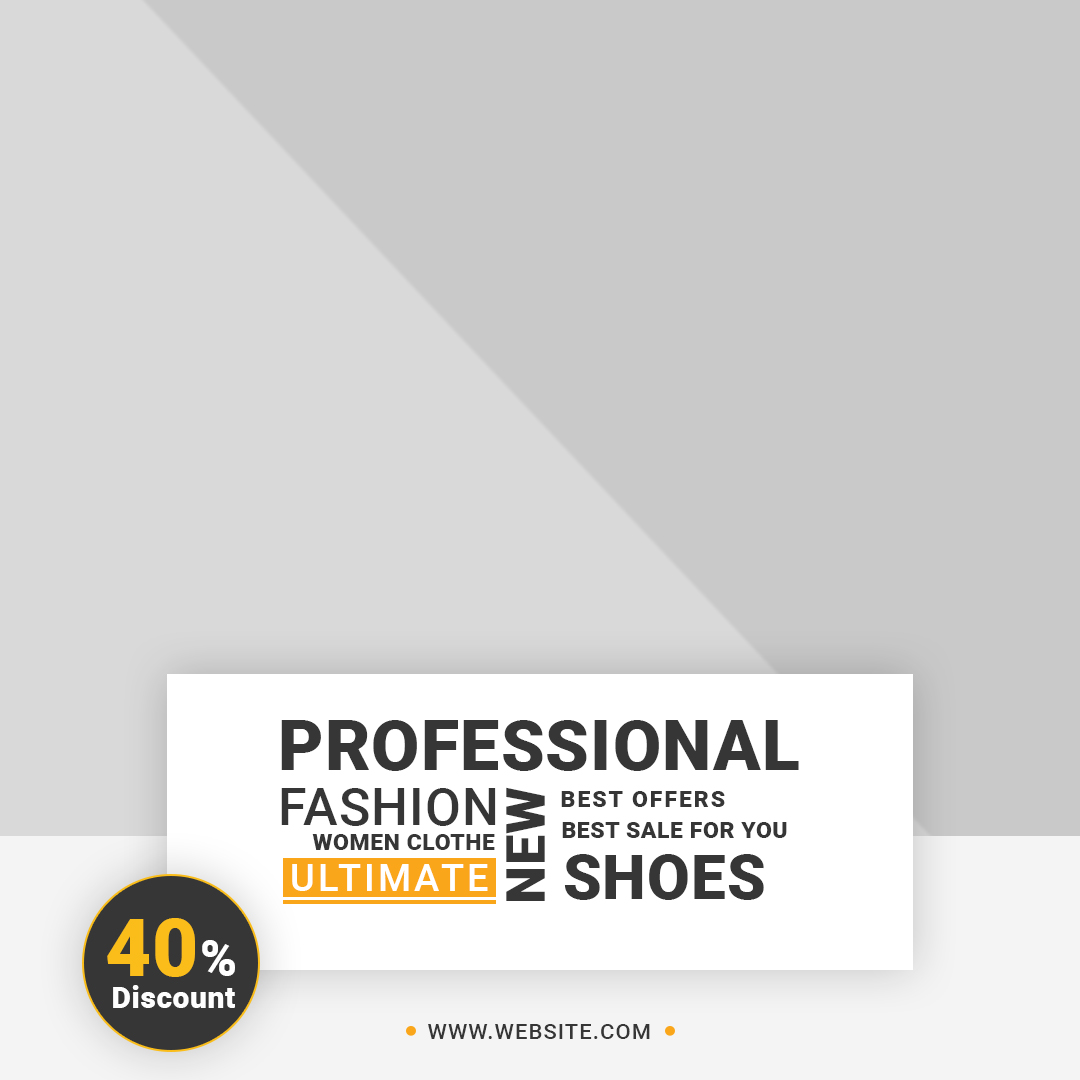 PROFESSIONAL
FASHION
WOMEN CLOTHE
ULTIMATE
NEW
BEST OFFERS
BEST SALE FOR YOU
SHOES
40%
Discount
WWW.WEBSITE.COM